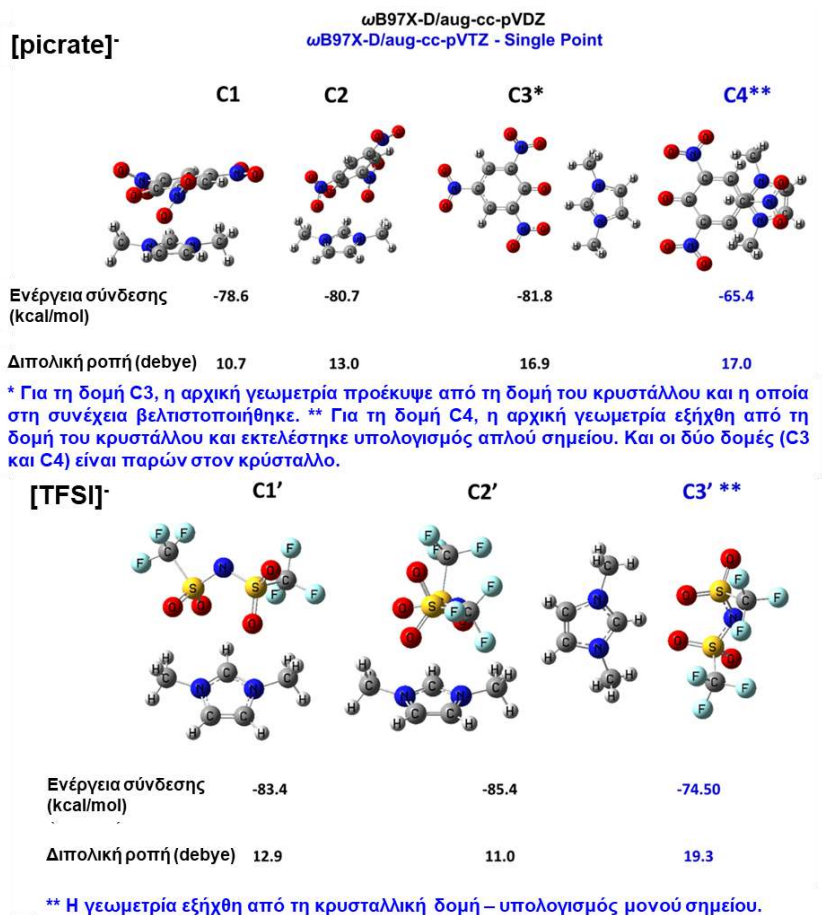 ωB97X-D/aug-cc-pVDZ
[picrate]-
ωB97X-D/aug-cc-pVTZ - Single Point
C1 C2 C3* C4**
Ενέργεια σύνδεσης (kcal/mol) -78.6 -80.7 -81.8 -65.4
Διπολική ροπή (debye) 10.7 13.0 16.9 17.0
* Για τη δομή C3, η αρχική γεωμετρία προέκυψε από τη δομή του κρυστάλλου και η οποία
στη συνέχεια βελτιστοποιήθηκε. ** Για τη δομή C4, η αρχική γεωμετρία εξήχθη από τη
δομή του κρυστάλλου και εκτελέστηκε υπολογισμός απλού σημείου. Και οι δύο δομές (C3
και C4) είναι παρών στον κρύσταλλο.
[TFSI]-
C1’ C2’ C3’ **
Ενέργεια σύνδεσης (kcal/mol) -83.4 -85.4 -74.50
Διπολική ροπή (debye) 12.9 11.0 19.3
** Η γεωμετρία εξήχθη από τη κρυσταλλική δομή – υπολογισμός μονού σημείου.